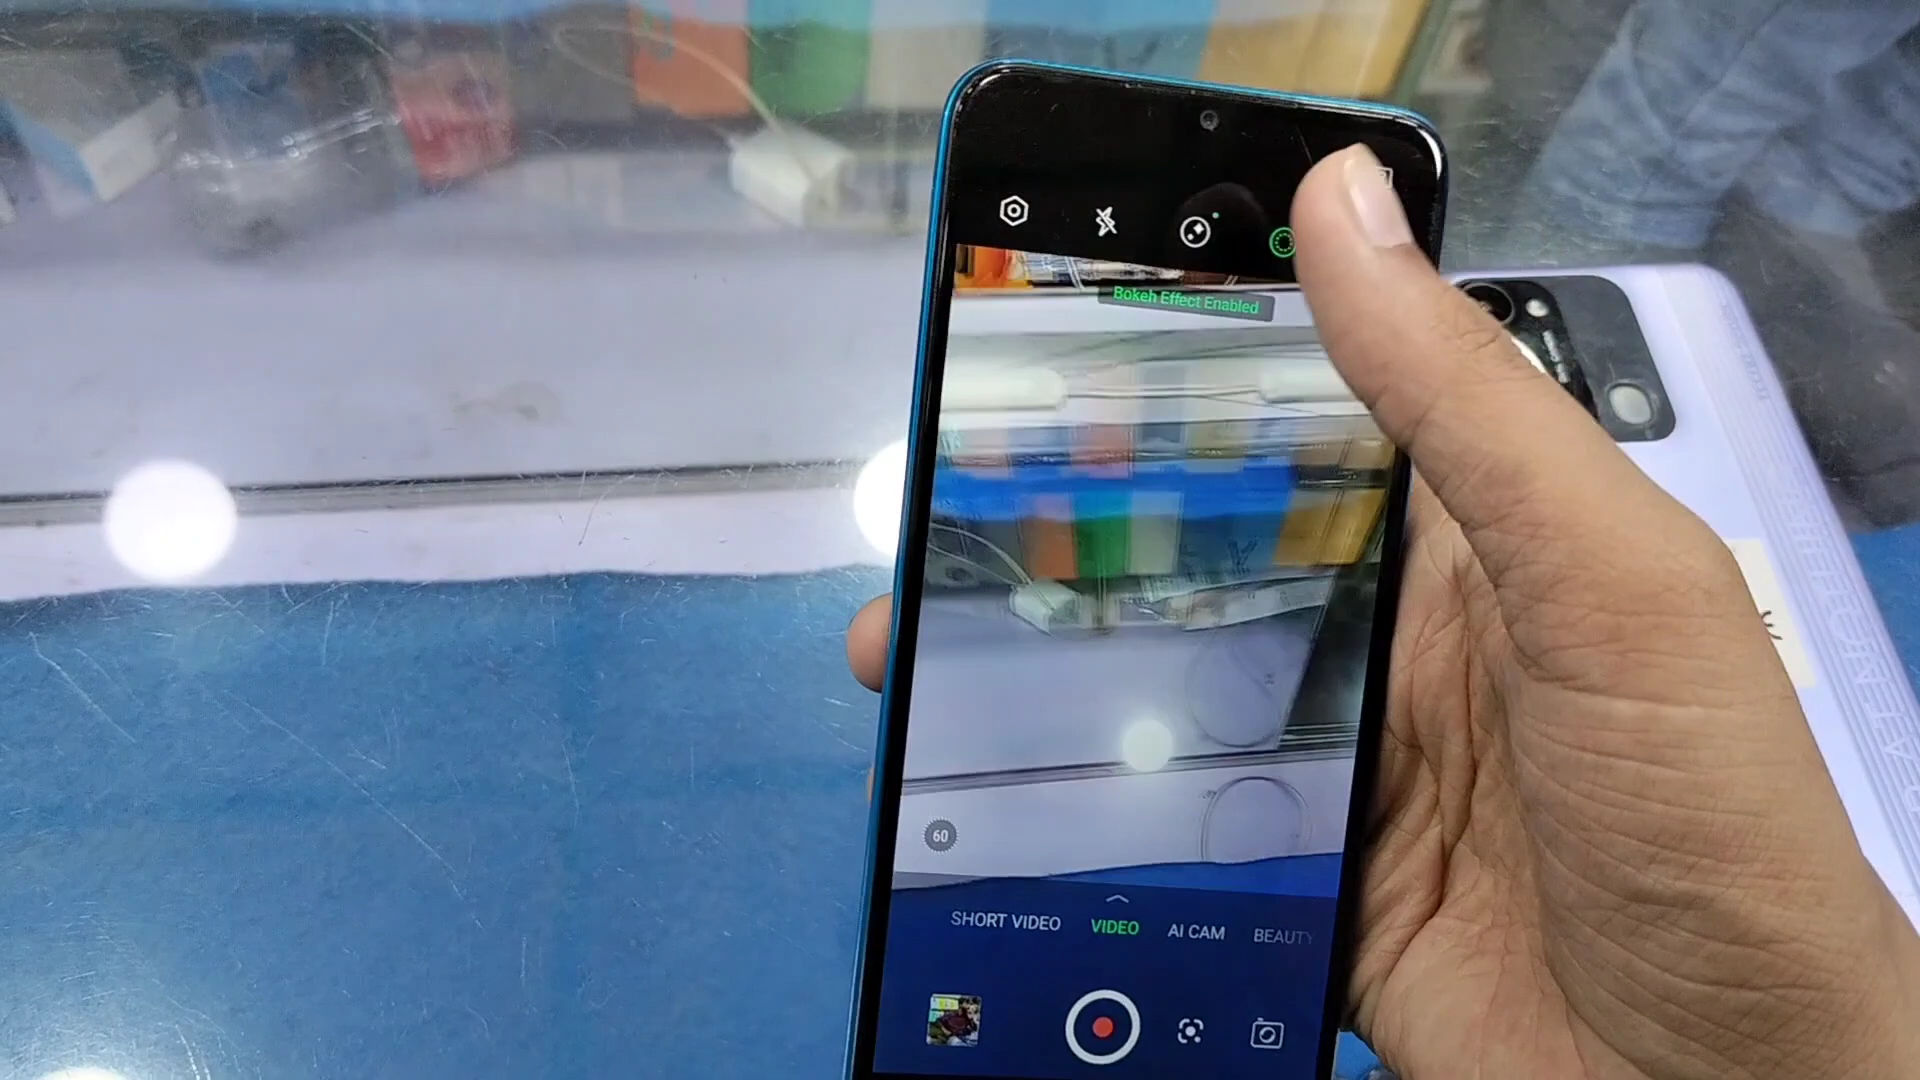 Bokeh Effect Enabled
60
SHORT VIDEO
VIDEO
AI CAM
BEAUTY